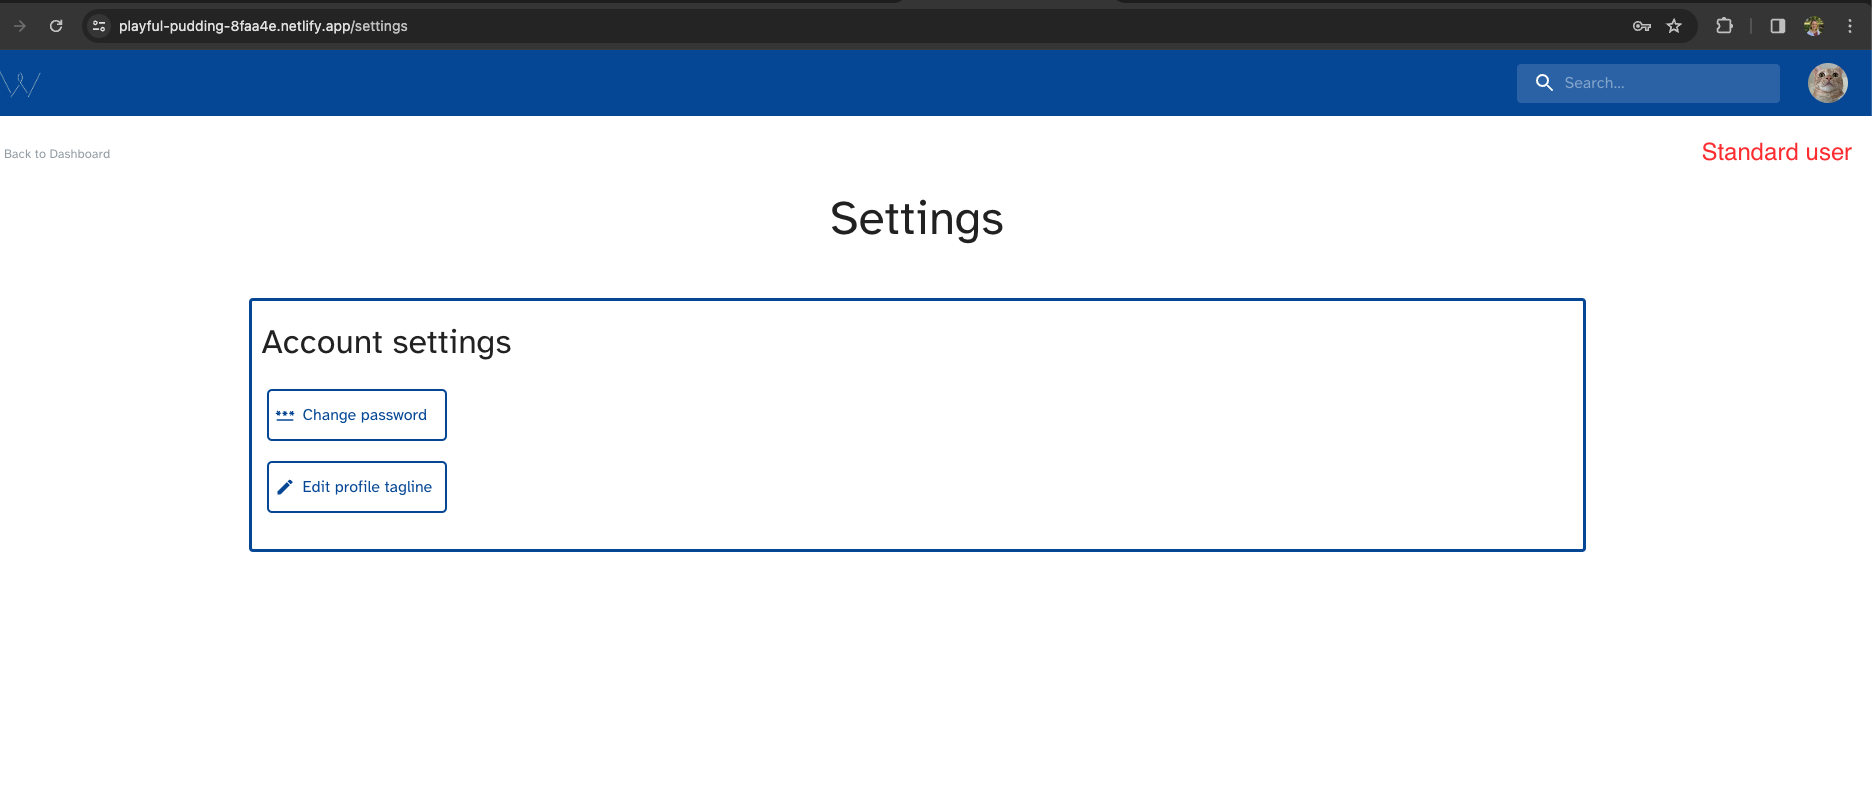 playful-pudding-8faa4e.netlify.app/settings
W
Search...
Back to Dashboard
Standard user
Settings
Account settings
*** Change password
Edit profile tagline